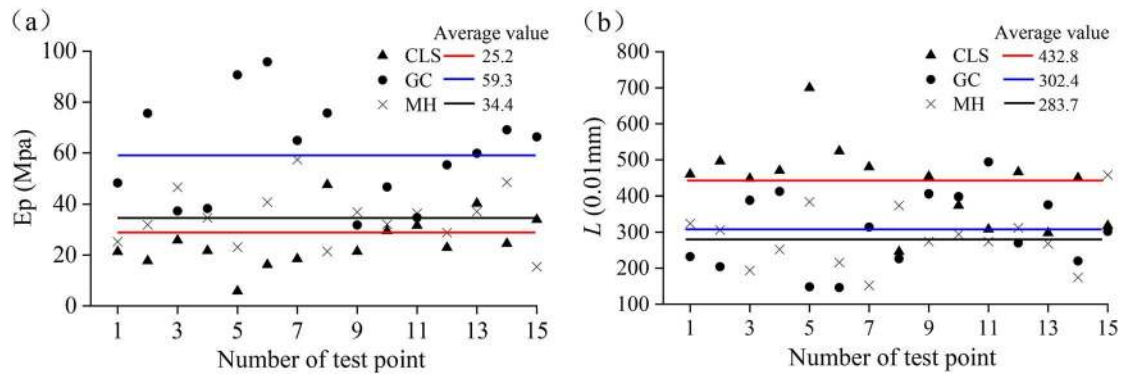 (a)
Average value
CLS 25.2
GC 59.3
MH 34.4
100
80
60
40
20
0
Ep (Mpa)
1 3 5 7 9 11 13 15
Number of test point
(b)
Average value
CLS 432.8
GC 302.4
MH 283.7
800
700
600
500
400
300
200
100
L (0.01mm)
1 3 5 7 9 11 13 15
Number of test point